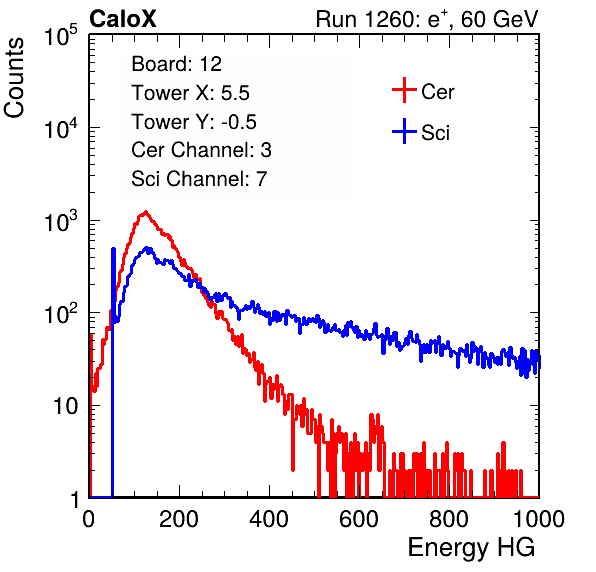 CaloX Run 1260: e⁺, 60 GeV
10⁵
Board: 12
Tower X: 5.5
Tower Y: -0.5
Cer Channel: 3
Sci Channel: 7
Cer
Sci
Counts
10⁴
10³
10²
10
1
0 200 400 600 800 1000
Energy HG